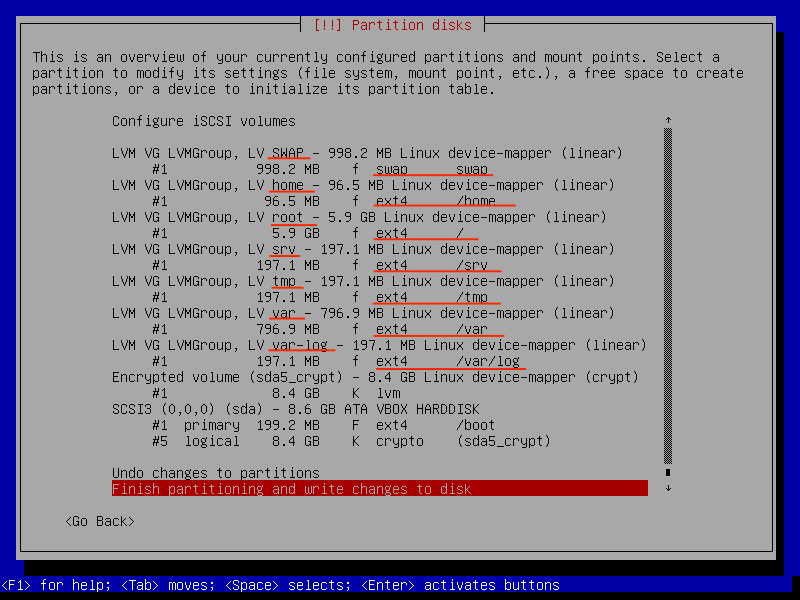 [!!] Partition disks
This is an overview of your currently configured partitions and mount points. Select a
partition to modify its settings (file system, mount point, etc.), a free space to create
partitions, or a device to initialize its partition table.
Configure iSCSI volumes
LVM VG LVMGroup, LV SWAP - 998.2 MB Linux device-mapper (linear)
#1 998.2 MB f swap swap
LVM VG LVMGroup, LV home - 96.5 MB Linux device-mapper (linear)
#1 96.5 MB f ext4 /home
LVM VG LVMGroup, LV root - 5.9 GB Linux device-mapper (linear)
#1 5.9 GB f ext4 /
LVM VG LVMGroup, LV srv - 197.1 MB Linux device-mapper (linear)
#1 197.1 MB f ext4 /srv
LVM VG LVMGroup, LV tmp - 197.1 MB Linux device-mapper (linear)
#1 197.1 MB f ext4 /tmp
LVM VG LVMGroup, LV var - 796.9 MB Linux device-mapper (linear)
#1 796.9 MB f ext4 /var
LVM VG LVMGroup, LV var-log - 197.1 MB Linux device-mapper (linear)
#1 197.1 MB f ext4 /var/log
Encrypted volume (sda5_crypt) - 8.4 GB Linux device-mapper (crypt)
#1 8.4 GB K lvm
SCSI3 (0,0,0) (sda) - 8.6 GB ATA VBOX HARDDISK
#1 primary 199.2 MB F ext4 /boot
#5 logical 8.4 GB K crypto (sda5_crypt)
Undo changes to partitions
Finish partitioning and write changes to disk
<Go Back>
<F1> for help; <Tab> moves; <Space> selects; <Enter> activates buttons